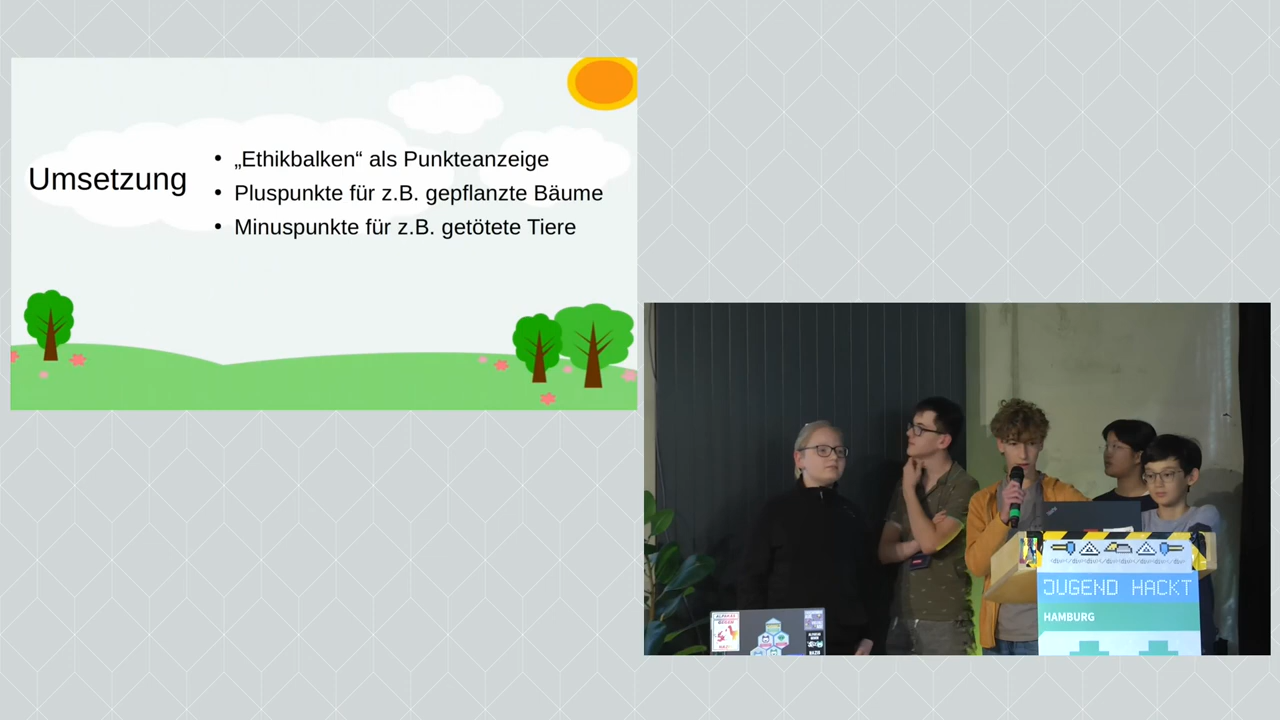 Umsetzung
• „Ethikbalken“ als Punkteanzeige
• Pluspunkte für z.B. gepflanzte Bäume
• Minuspunkte für z.B. getötete Tiere
JUGEND HACKT
HAMBURG